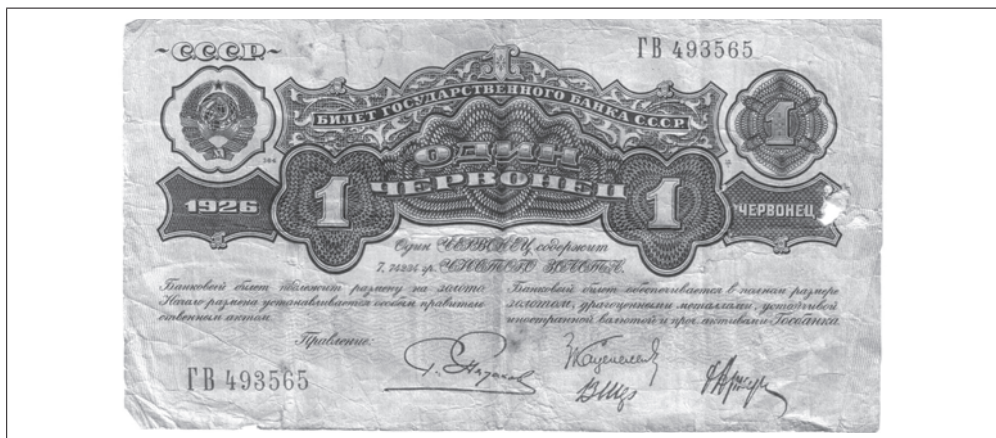 СССР
ГВ 493565
1
БИЛЕТ ГОСУДАРСТВЕННОГО БАНКА СССР
1
ОДИН
ЧЕРВОНЕЦ
1926
1
1
ЧЕРВОНЕЦ
Один ЧЕРВОНЕЦ содержит
7,74234 гр. ЧИСТОГО ЗОЛОТА.
Банковый билет подлежит размену на золото.
Начало размена устанавливается особым правитель
ственным актом.
Банковый билет обеспечивается в полном размере
золотом, драгоценными металлами, устойчивой
иностранной валютой и проч. активами Госбанка.
Правление:
ГВ 493565